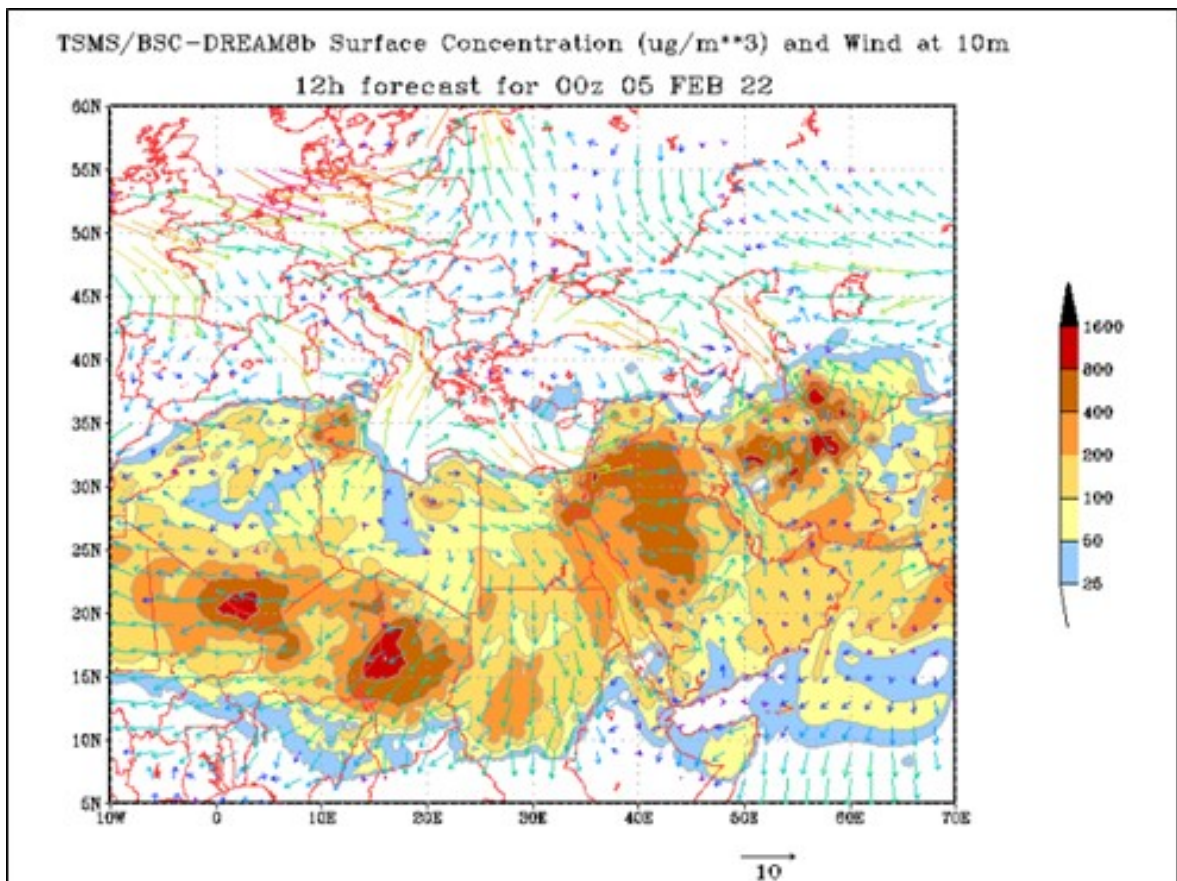 TSMS/BSC-DREAM8b Surface Concentration (ug/m**3) and Wind at 10m
12h forecast for 00z 05 FEB 22
60N
55N
50N
45N
40N
35N
30N
25N
20N
15N
10N
5N
10W 0 10E 20E 30E 40E 50E 60E 70E
1600
800
400
200
100
50
25
10